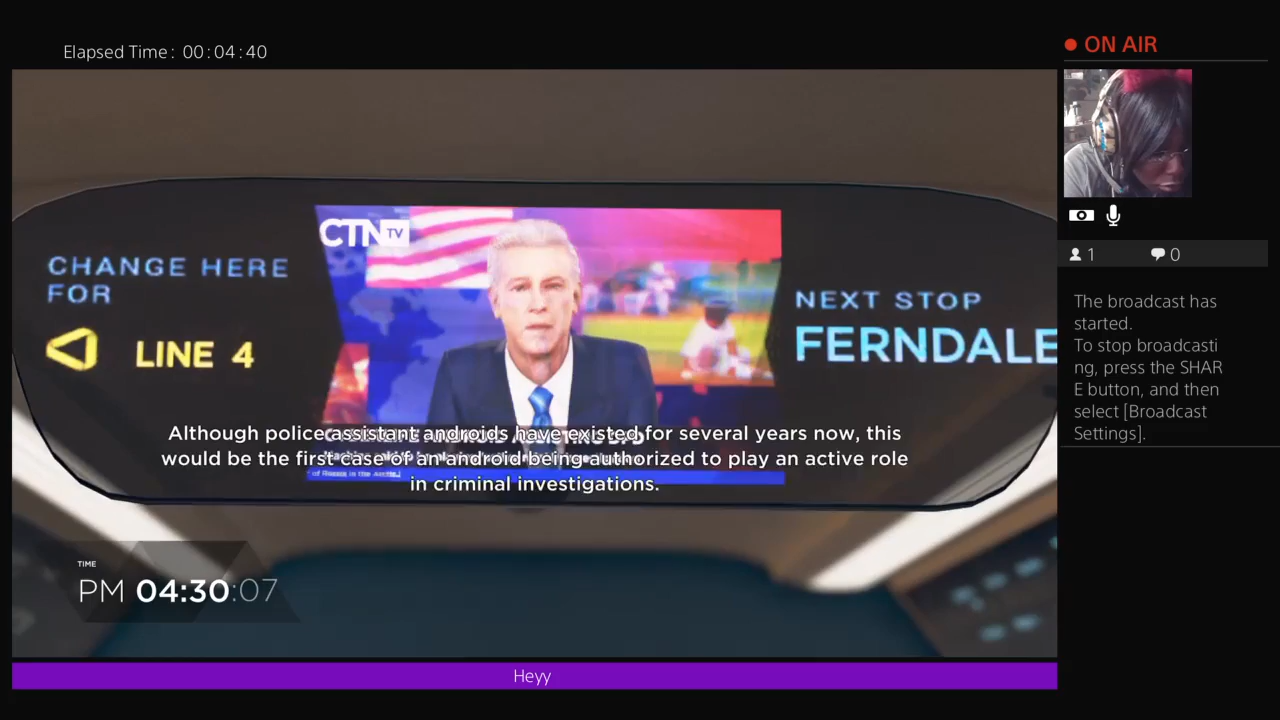 Elapsed Time: 00:04:40
ON AIR
CTN TV
CHANGE HERE
FOR
LINE 4
NEXT STOP
FERNDALE
Although police assistant androids have existed for several years now, this
would be the first case of an android being authorized to play an active role
in criminal investigations.
TIME
PM 04:30:07
1
0
The broadcast has
started.
To stop broadcasti
ng, press the SHAR
E button, and then
select [Broadcast
Settings].
Heyy